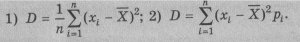 1) D = \frac{1}{n}\sum_{i=1}^{n}(x_i - \overline{X})^2; 2) D = \sum_{i=1}^{n}(x_i - \overline{X})^2 p_i.